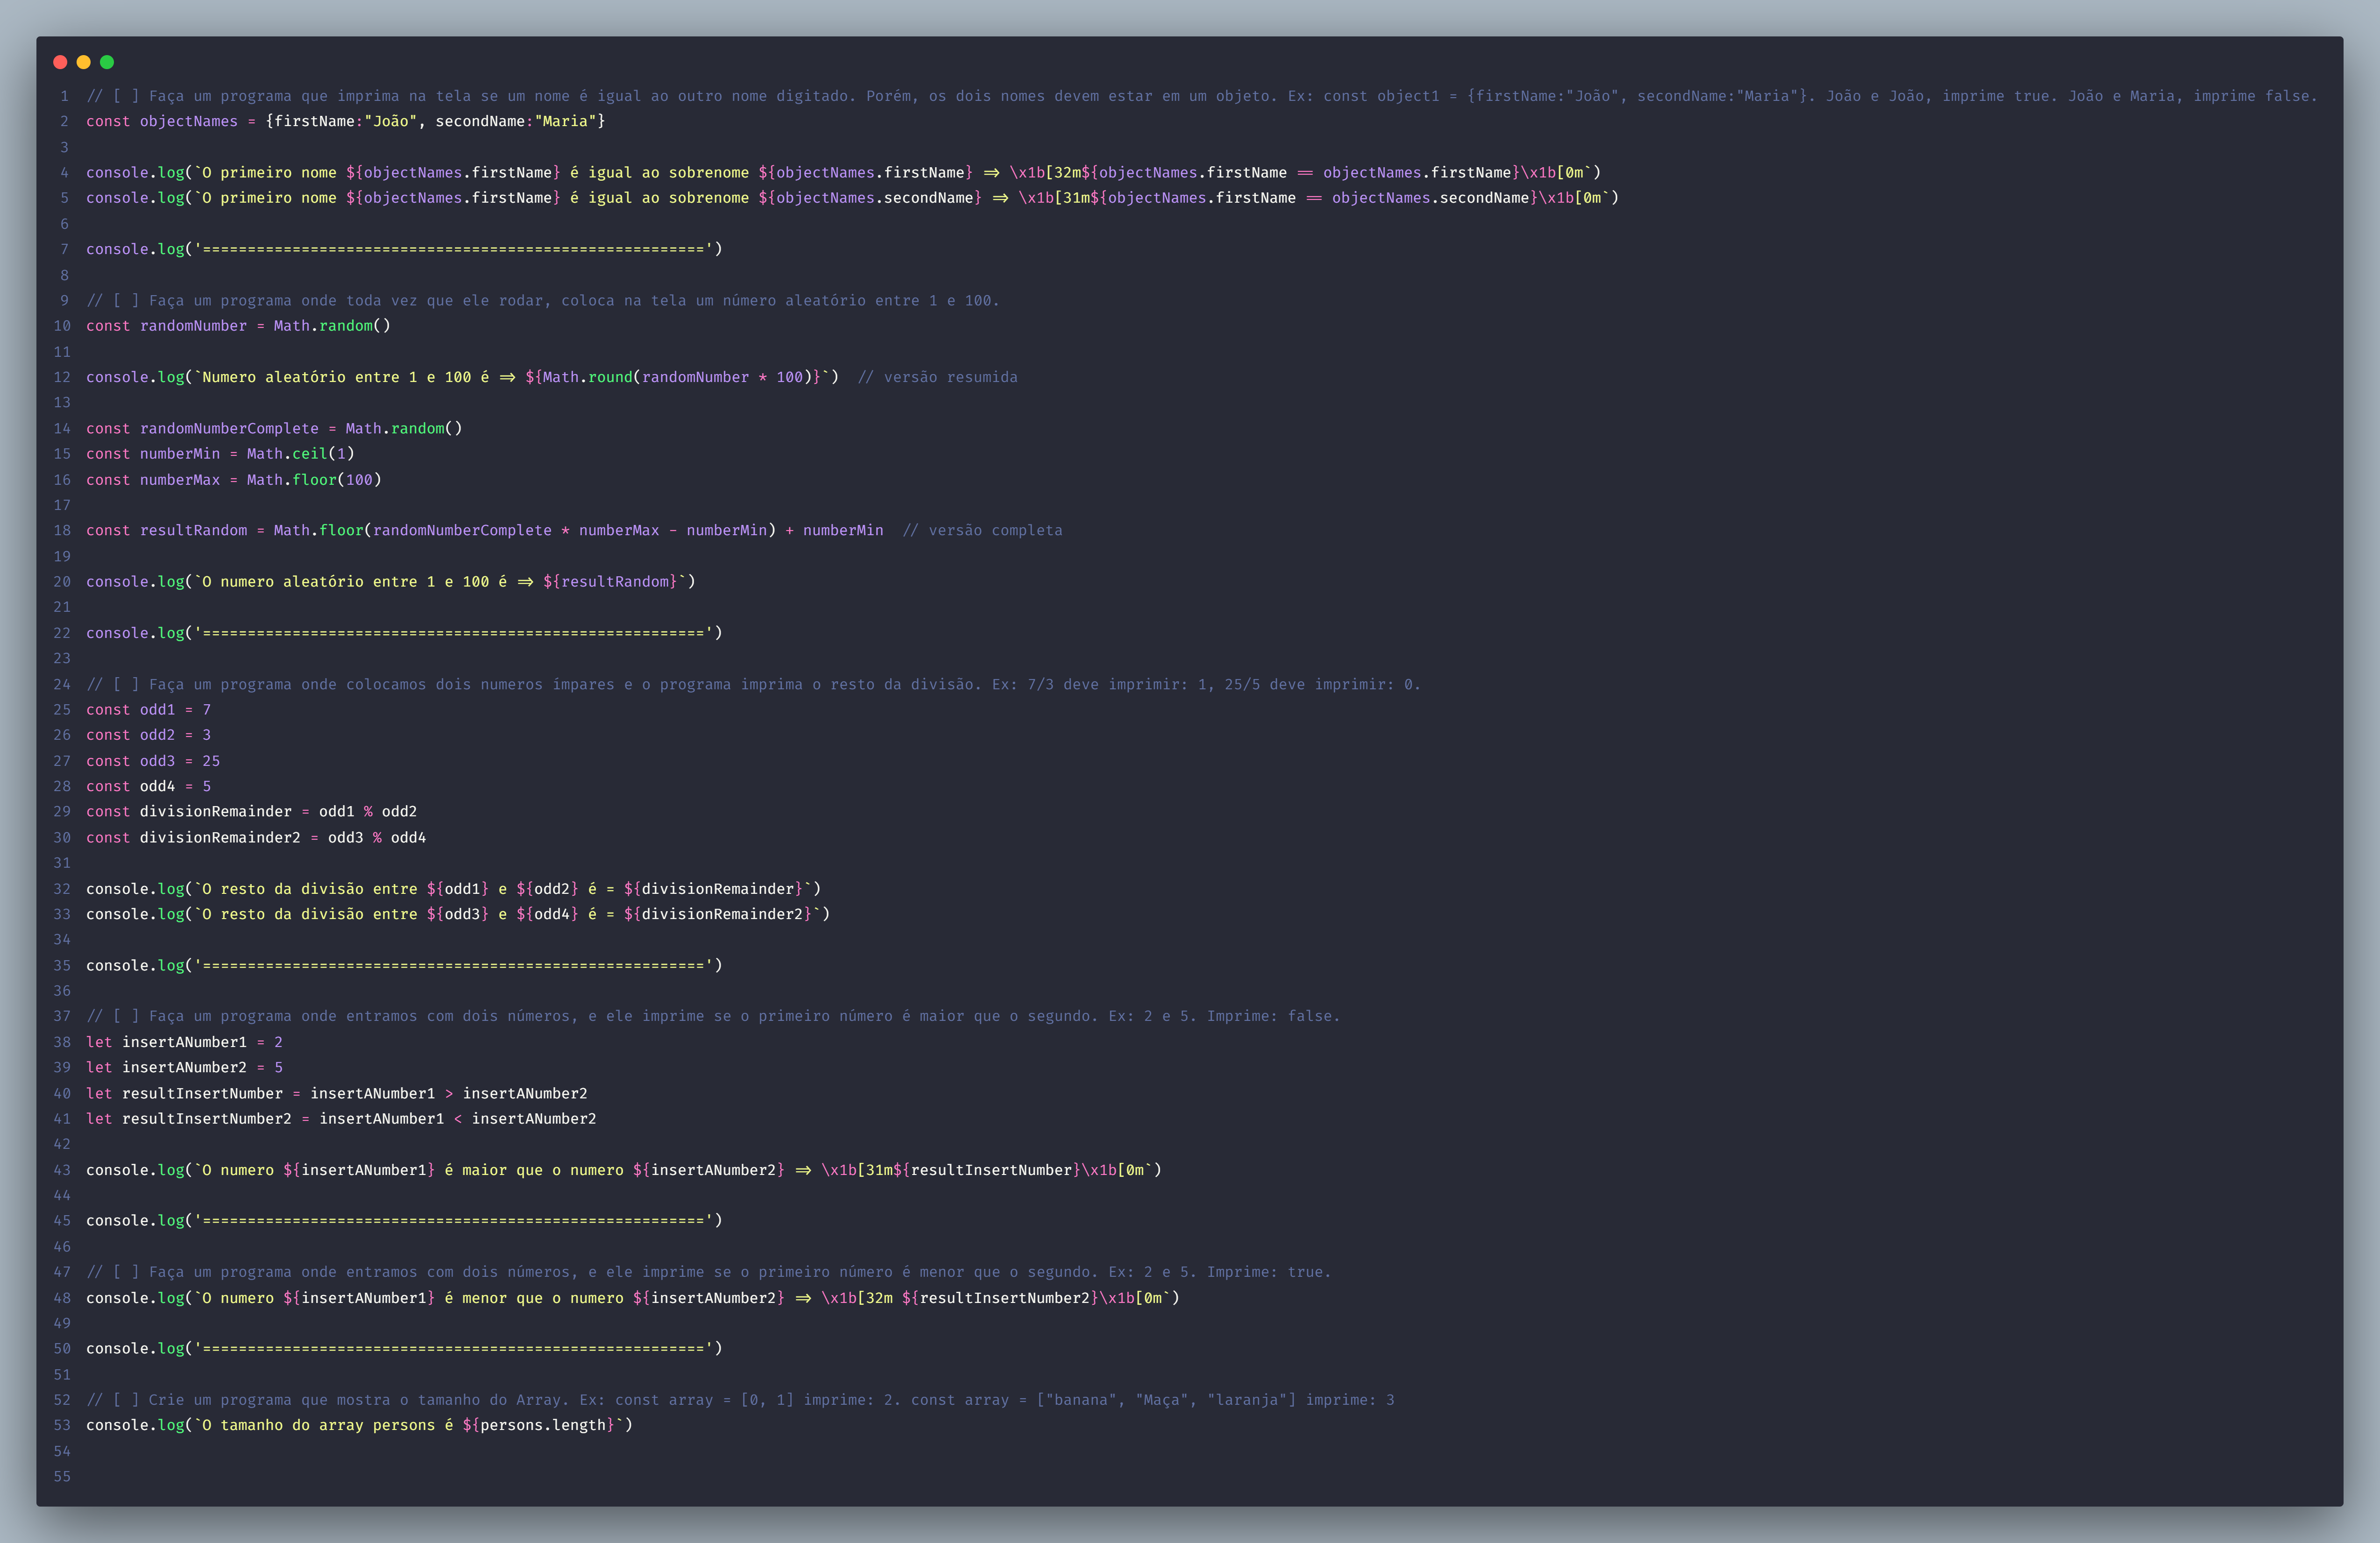 1 // [ ] Faça um programa que imprima na tela se um nome é igual ao outro nome digitado. Porém, os dois nomes devem estar em um objeto. Ex: const object1 = {firstName:"João", secondName:"Maria"}. João e João, imprime true. João e Maria, imprime false.
2 const objectNames = {firstName:"João", secondName:"Maria"}
3
4 console.log(`O primeiro nome ${objectNames.firstName} é igual ao sobrenome ${objectNames.firstName} => \x1b[32m${objectNames.firstName == objectNames.firstName}\x1b[0m`)
5 console.log(`O primeiro nome ${objectNames.firstName} é igual ao sobrenome ${objectNames.secondName} => \x1b[31m${objectNames.firstName == objectNames.secondName}\x1b[0m`)
6
7 console.log('========================================================')
8
9 // [ ] Faça um programa onde toda vez que ele rodar, coloca na tela um número aleatório entre 1 e 100.
10 const randomNumber = Math.random()
11
12 console.log(`Numero aleatório entre 1 e 100 é => ${Math.round(randomNumber * 100)}`)  // versão resumida
13
14 const randomNumberComplete = Math.random()
15 const numberMin = Math.ceil(1)
16 const numberMax = Math.floor(100)
17
18 const resultRandom = Math.floor(randomNumberComplete * numberMax - numberMin) + numberMin  // versão completa
19
20 console.log(`O numero aleatório entre 1 e 100 é => ${resultRandom}`)
21
22 console.log('========================================================')
23
24 // [ ] Faça um programa onde colocamos dois numeros ímpares e o programa imprima o resto da divisão. Ex: 7/3 deve imprimir: 1, 25/5 deve imprimir: 0.
25 const odd1 = 7
26 const odd2 = 3
27 const odd3 = 25
28 const odd4 = 5
29 const divisionRemainder = odd1 % odd2
30 const divisionRemainder2 = odd3 % odd4
31
32 console.log(`O resto da divisão entre ${odd1} e ${odd2} é = ${divisionRemainder}`)
33 console.log(`O resto da divisão entre ${odd3} e ${odd4} é = ${divisionRemainder2}`)
34
35 console.log('========================================================')
36
37 // [ ] Faça um programa onde entramos com dois números, e ele imprime se o primeiro número é maior que o segundo. Ex: 2 e 5. Imprime: false.
38 let insertANumber1 = 2
39 let insertANumber2 = 5
40 let resultInsertNumber = insertANumber1 > insertANumber2
41 let resultInsertNumber2 = insertANumber1 < insertANumber2
42
43 console.log(`O numero ${insertANumber1} é maior que o numero ${insertANumber2} => \x1b[31m${resultInsertNumber}\x1b[0m`)
44
45 console.log('========================================================')
46
47 // [ ] Faça um programa onde entramos com dois números, e ele imprime se o primeiro número é menor que o segundo. Ex: 2 e 5. Imprime: true.
48 console.log(`O numero ${insertANumber1} é menor que o numero ${insertANumber2} => \x1b[32m ${resultInsertNumber2}\x1b[0m`)
49
50 console.log('========================================================')
51
52 // [ ] Crie um programa que mostra o tamanho do Array. Ex: const array = [0, 1] imprime: 2. const array = ["banana", "Maça", "laranja"] imprime: 3
53 console.log(`O tamanho do array persons é ${persons.length}`)
54
55